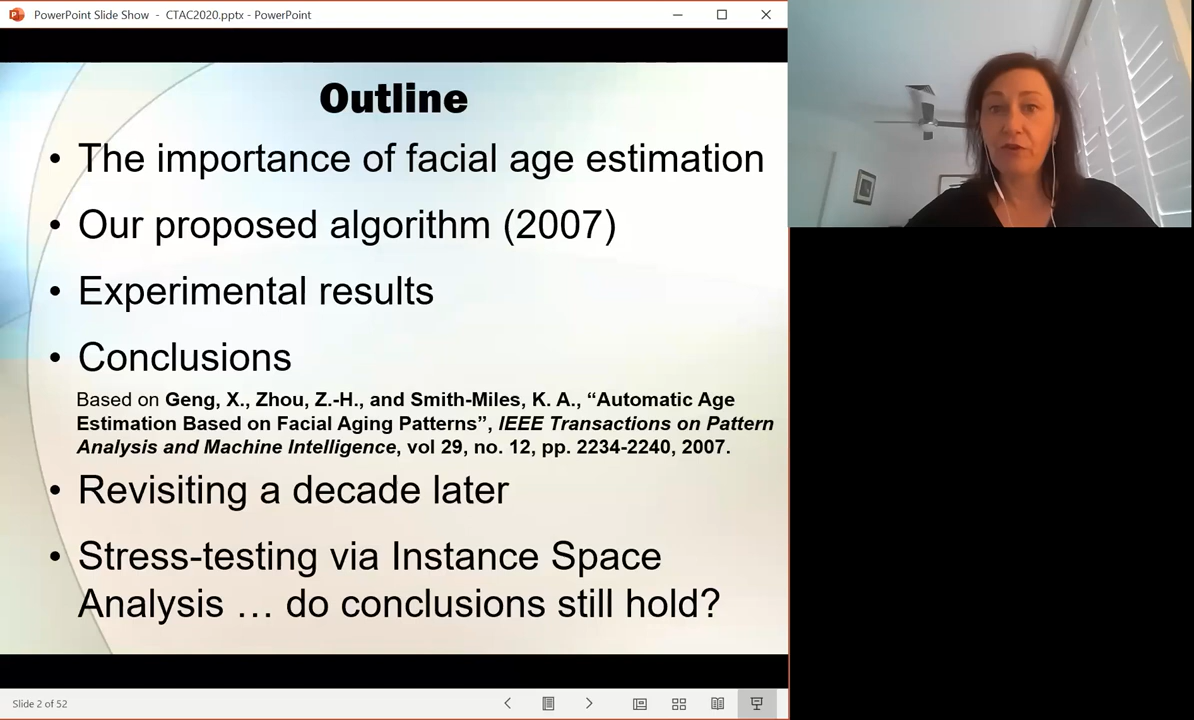 PowerPoint Slide Show - CTAC2020.pptx - PowerPoint
Outline
• The importance of facial age estimation
• Our proposed algorithm (2007)
• Experimental results
• Conclusions
Based on Geng, X., Zhou, Z.-H., and Smith-Miles, K. A., “Automatic Age
Estimation Based on Facial Aging Patterns”, IEEE Transactions on Pattern
Analysis and Machine Intelligence, vol 29, no. 12, pp. 2234-2240, 2007.
• Revisiting a decade later
• Stress-testing via Instance Space
Analysis … do conclusions still hold?
Slide 2 of 52